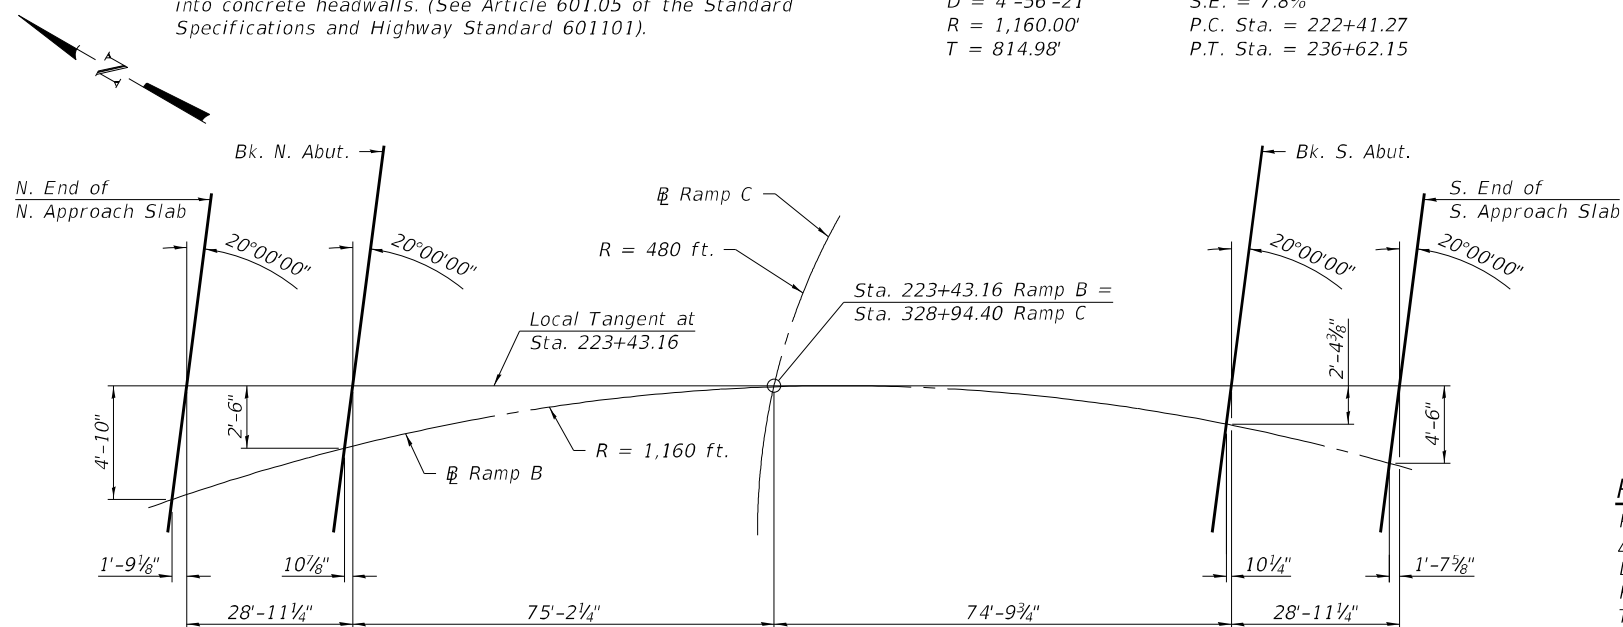 into concrete headwalls. (See Article 601.05 of the Standard
Specifications and Highway Standard 601101).
D = 4°-56'-21"
R = 1,160.00'
T = 814.98'
S.E. = 7.8%
P.C. Sta. = 222+41.27
P.T. Sta. = 236+62.15
N
Bk. N. Abut.
Bk. S. Abut.
N. End of
N. Approach Slab
S. End of
S. Approach Slab
20°00'00"
20°00'00"
20°00'00"
20°00'00"
℄ Ramp C
R = 480 ft.
Sta. 223+43.16 Ramp B =
Sta. 328+94.40 Ramp C
Local Tangent at
Sta. 223+43.16
2'-4⅜"
4'-10"
2'-6"
4'-6"
R = 1,160 ft.
℄ Ramp B
1'-9⅛"
10⅞"
10¼"
1'-7⅝"
28'-11¼"
75'-2¼"
74'-9¾"
28'-11¼"